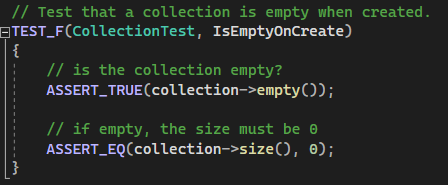 // Test that a collection is empty when created.
TEST_F(CollectionTest, IsEmptyOnCreate)
{
// is the collection empty?
ASSERT_TRUE(collection->empty());
// if empty, the size must be 0
ASSERT_EQ(collection->size(), 0);
}